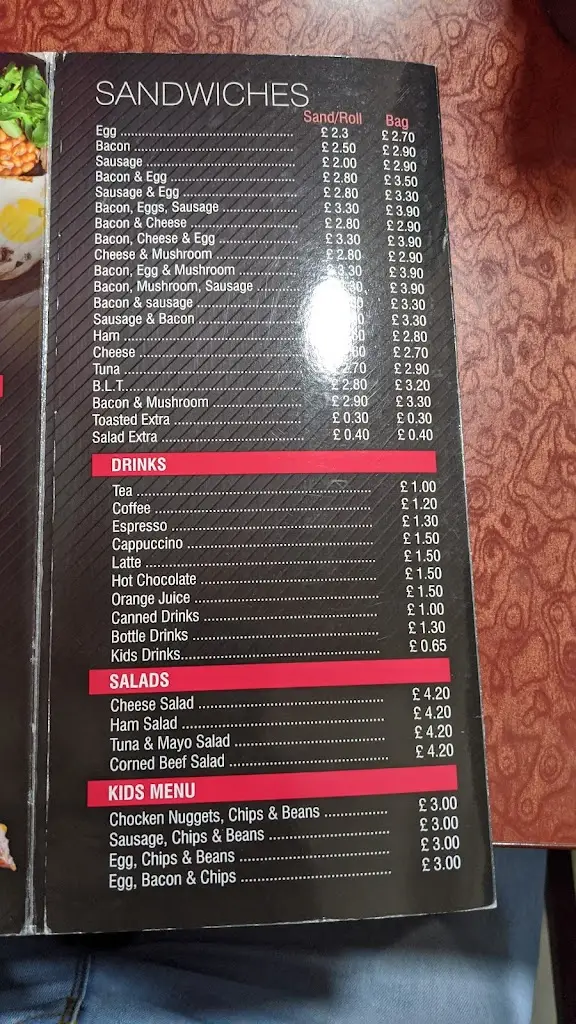 SANDWICHES
Sand/Roll Bag
Egg £ 2.3 £ 2.70
Bacon £ 2.50 £ 2.90
Sausage £ 2.00 £ 2.90
Bacon & Egg £ 2.80 £ 3.50
Sausage & Egg £ 2.80 £ 3.30
Bacon, Eggs, Sausage £ 3.30 £ 3.90
Bacon & Cheese £ 2.80 £ 2.90
Bacon, Cheese & Egg £ 3.30 £ 3.90
Cheese & Mushroom £ 2.80 £ 2.90
Bacon, Egg & Mushroom 3.30 £ 3.90
Bacon, Mushroom, Sausage £ 3.90
Bacon & sausage £ 3.30
Sausage & Bacon £ 3.30
Ham £ 2.80
Cheese £ 2.70
Tuna £ 2.90
B.L.T. £ 2.80 £ 3.20
Bacon & Mushroom £ 2.90 £ 3.30
Toasted Extra £ 0.30 £ 0.30
Salad Extra £ 0.40 £ 0.40
DRINKS
Tea £ 1.00
Coffee £ 1.20
Espresso £ 1.30
Cappuccino £ 1.50
Latte £ 1.50
Hot Chocolate £ 1.50
Orange Juice £ 1.50
Canned Drinks £ 1.00
Bottle Drinks £ 1.30
Kids Drinks £ 0.65
SALADS
Cheese Salad £ 4.20
Ham Salad £ 4.20
Tuna & Mayo Salad £ 4.20
Corned Beef Salad £ 4.20
KIDS MENU
Chocken Nuggets, Chips & Beans £ 3.00
Sausage, Chips & Beans £ 3.00
Egg, Chips & Beans £ 3.00
Egg, Bacon & Chips £ 3.00